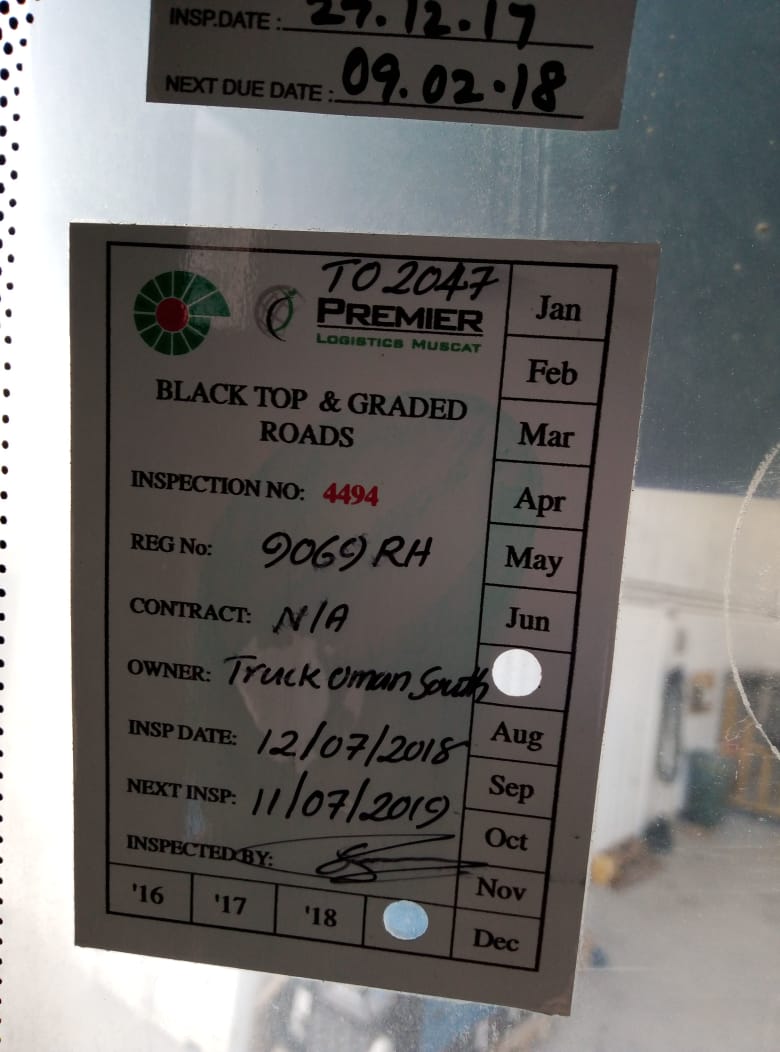 INSP.DATE : 27.12.17
NEXT DUE DATE : 09.02.18
TO 2047
PREMIER
LOGISTICS MUSCAT
BLACK TOP & GRADED
ROADS
INSPECTION NO: 4494
REG No: 9069 RH
CONTRACT: N/A
OWNER: Truck oman South
INSP DATE: 12/07/2018
NEXT INSP: 11/07/2019
INSPECTED BY:
'16 '17 '18
Jan
Feb
Mar
Apr
May
Jun
Aug
Sep
Oct
Nov
Dec